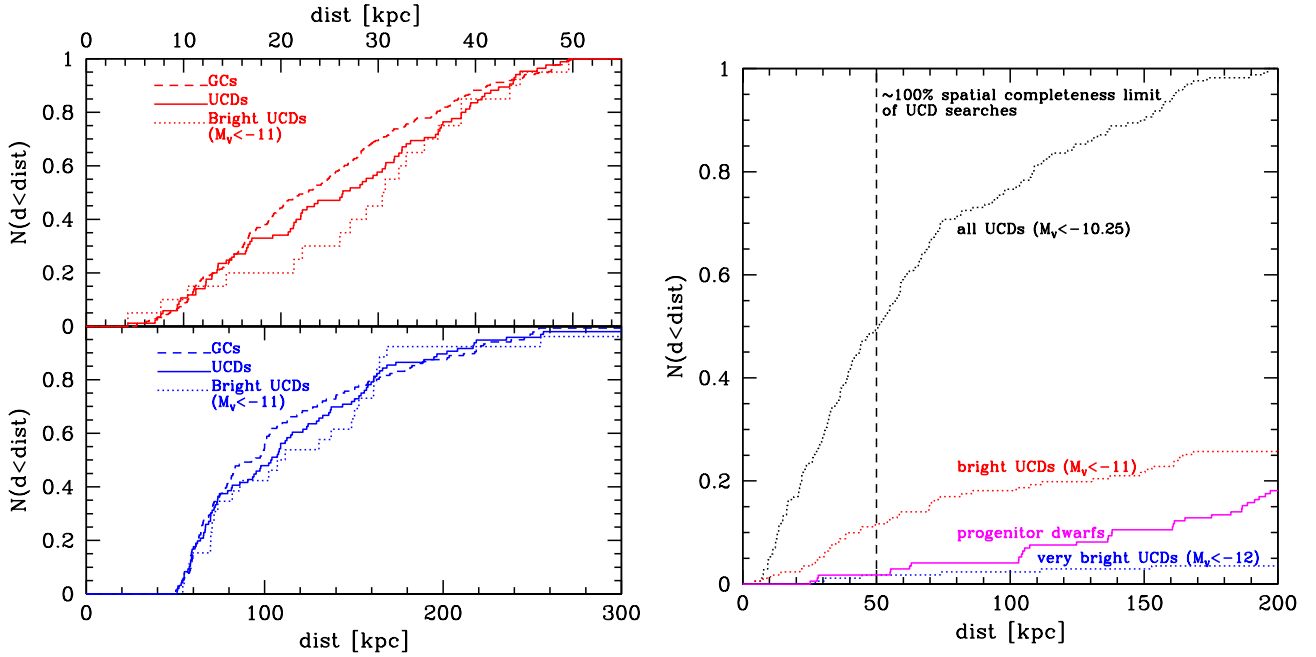 dist [kpc]
0 10 20 30 40 50
1
0.8
0.6
0.4
0.2
0
N(d<dist)
GCs
UCDs
Bright UCDs
(M_V<-11)
0.8
0.6
0.4
0.2
0
N(d<dist)
GCs
UCDs
Bright UCDs
(M_V<-11)
0 100 200 300
dist [kpc]
1
0.8
0.6
0.4
0.2
0
N(d<dist)
~100% spatial completeness limit
of UCD searches
all UCDs (M_V<-10.25)
bright UCDs (M_V<-11)
progenitor dwarfs
very bright UCDs (M_V<-12)
0 50 100 150 200
dist [kpc]